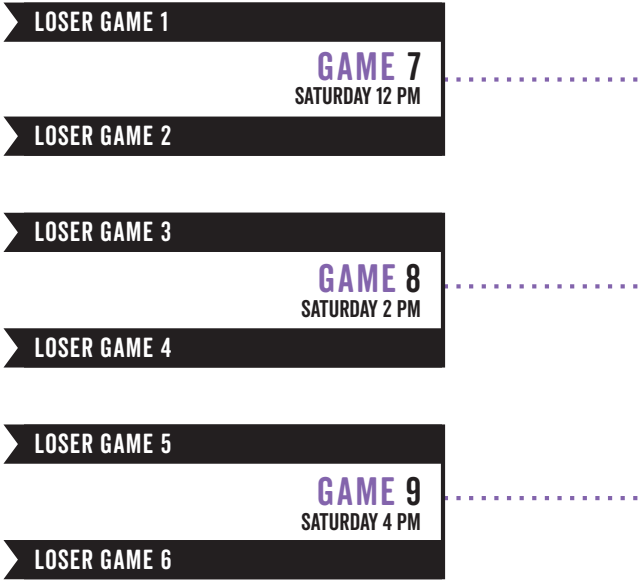 LOSER GAME 1
GAME 7
SATURDAY 12 PM
LOSER GAME 2
LOSER GAME 3
GAME 8
SATURDAY 2 PM
LOSER GAME 4
LOSER GAME 5
GAME 9
SATURDAY 4 PM
LOSER GAME 6